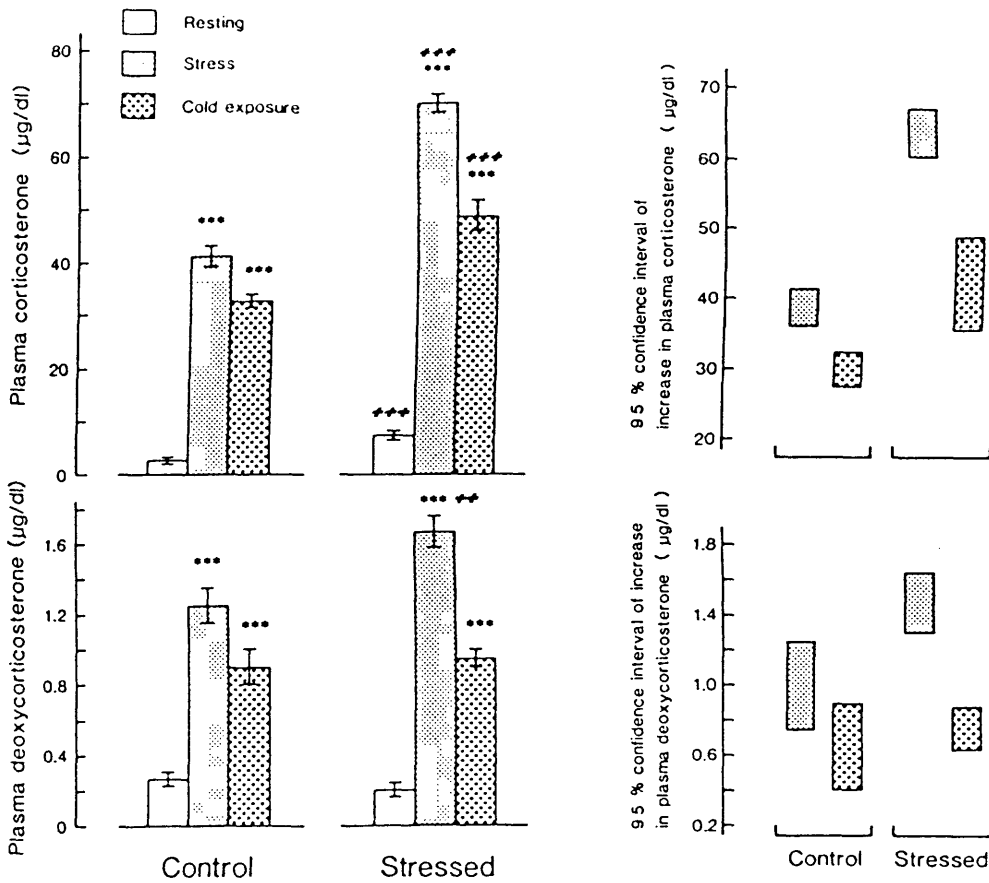 Resting
Stress
Cold exposure
Plasma corticosterone (µg/dl)
80
60
40
20
0
***
***
+++
+++
***
+++
***
95 % confidence interval of
increase in plasma corticosterone ( µg/dl)
70
60
50
40
30
20
Plasma deoxycorticosterone (µg/dl)
1.6
1.2
0.8
0.4
0
***
***
*** ++
***
Control
Stressed
95 % confidence interval of increase
in plasma deoxycorticosterone ( µg/dl)
1.8
1.4
1.0
0.6
0.2
Control
Stressed